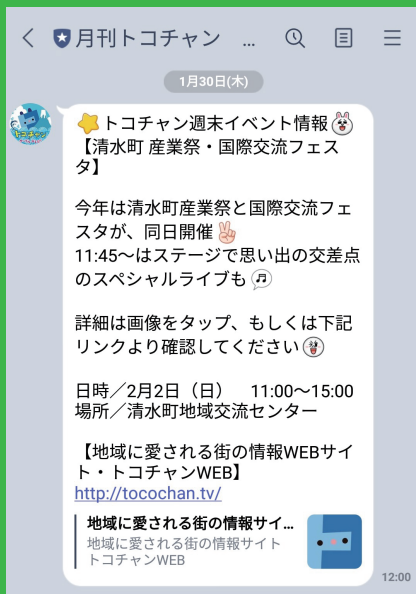 月刊トコチャン ...
1月30日(木)
トコチャン
トコチャン週末イベント情報
【清水町 産業祭・国際交流フェス
タ】
今年は清水町産業祭と国際交流フェ
スタが、同日開催
11:45〜はステージで思い出の交差点
のスペシャルライブも
詳細は画像をタップ、もしくは下記
リンクより確認してください
日時／2月2日（日） 11:00〜15:00
場所／清水町地域交流センター
【地域に愛される街の情報WEBサイ
ト・トコチャンWEB】
http://tocochan.tv/
地域に愛される街の情報サイ...
地域に愛される街の情報サイト
トコチャンWEB
12:00